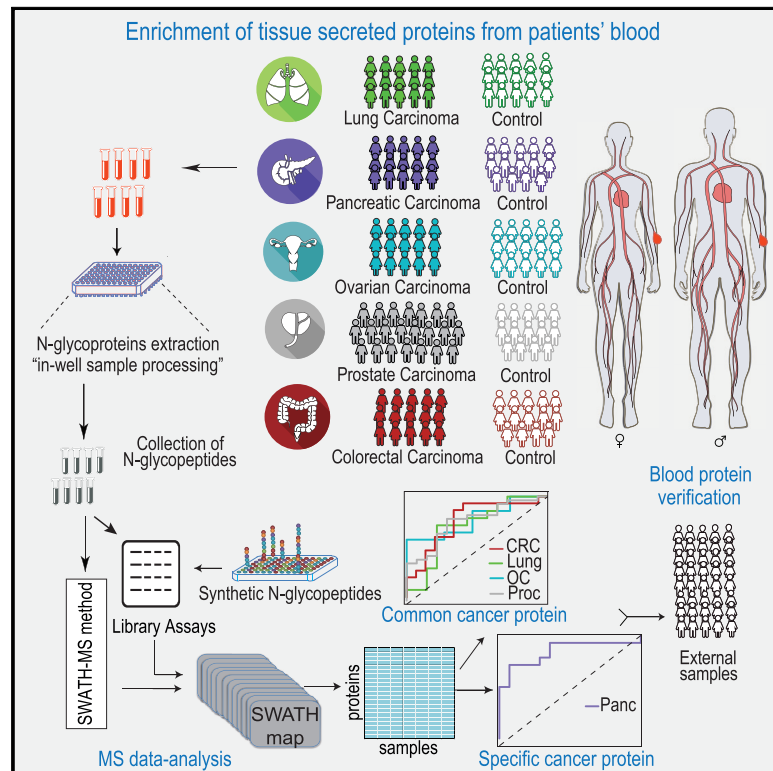 Enrichment of tissue secreted proteins from patients' blood
Lung Carcinoma
Control
Pancreatic Carcinoma
Control
Ovarian Carcinoma
Control
Prostate Carcinoma
Control
Colorectal Carcinoma
Control
♀
♂
N-glycoproteins extraction
"in-well sample processing"
Collection of
N-glycopeptides
Synthetic N-glycopeptides
Library Assays
SWATH-MS method
SWATH
map
MS data-analysis
proteins
samples
CRC
Lung
OC
Proc
Common cancer protein
Panc
Specific cancer protein
Blood protein
verification
External
samples